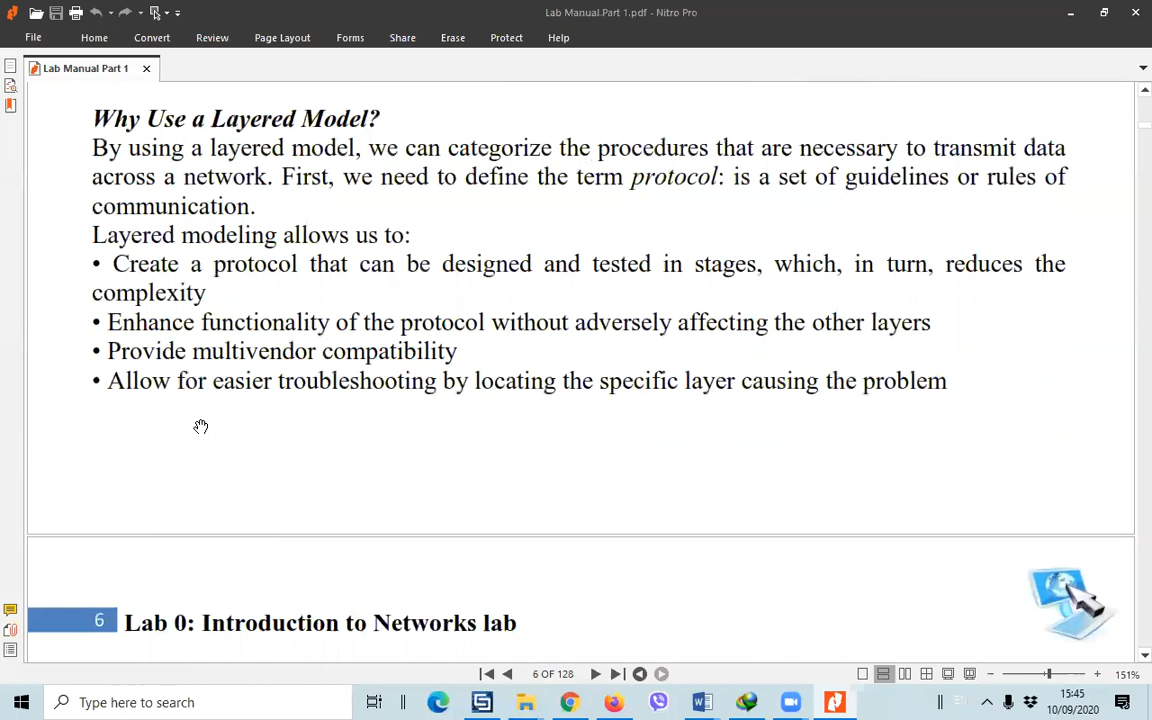 Lab Manual Part 1.pdf - Nitro Pro
File Home Convert Review Page Layout Forms Share Erase Protect Help
Lab Manual Part 1
Why Use a Layered Model?
By using a layered model, we can categorize the procedures that are necessary to transmit data
across a network. First, we need to define the term protocol: is a set of guidelines or rules of
communication.
Layered modeling allows us to:
• Create a protocol that can be designed and tested in stages, which, in turn, reduces the
complexity
• Enhance functionality of the protocol without adversely affecting the other layers
• Provide multivendor compatibility
• Allow for easier troubleshooting by locating the specific layer causing the problem
6 Lab 0: Introduction to Networks lab
6 OF 128
151%
Type here to search
15:45
10/09/2020